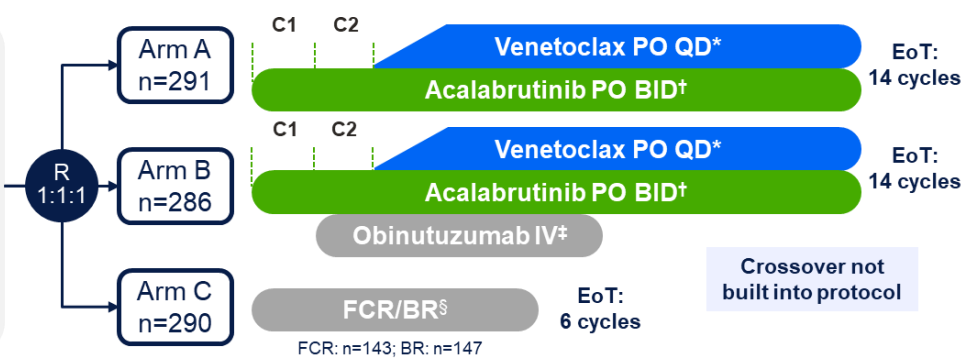 C1 C2
Arm A
n=291
Venetoclax PO QD*
Acalabrutinib PO BID†
EoT:
14 cycles
R
1:1:1
C1 C2
Arm B
n=286
Venetoclax PO QD*
Acalabrutinib PO BID†
Obinutuzumab IV‡
EoT:
14 cycles
Arm C
n=290
FCR/BR§
EoT:
6 cycles
FCR: n=143; BR: n=147
Crossover not
built into protocol